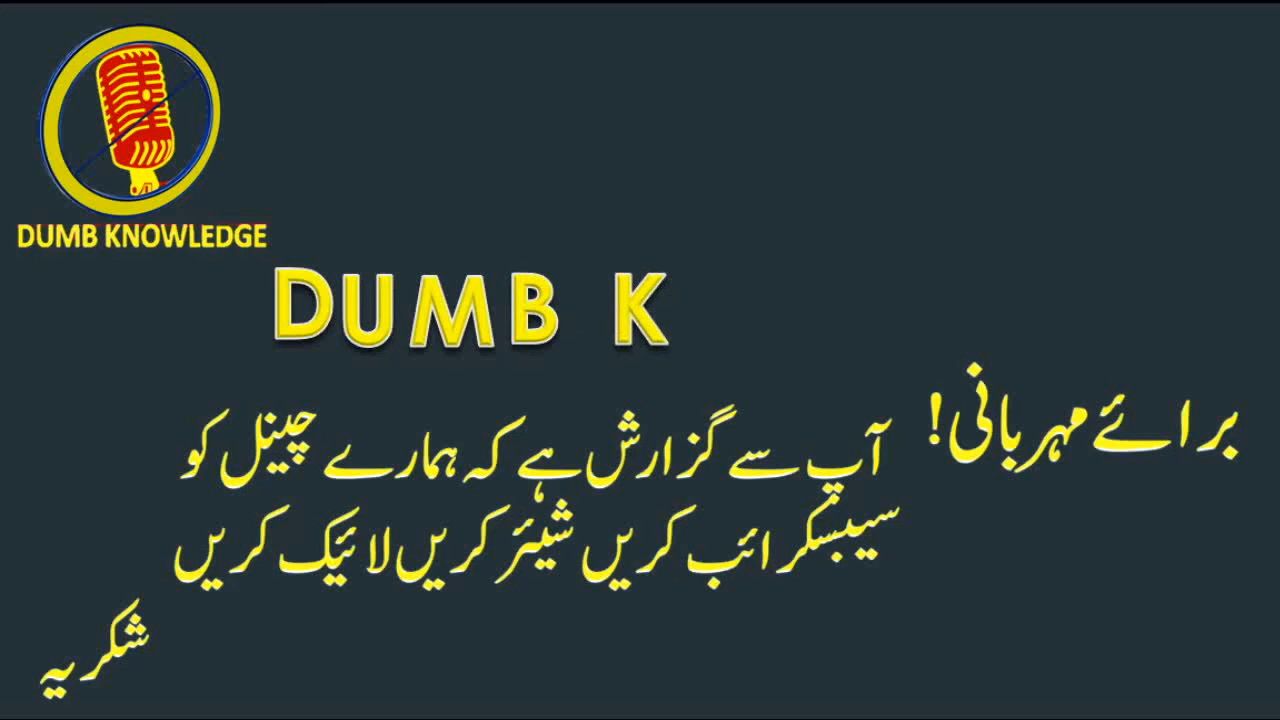 DUMB KNOWLEDGE
DUMB K
برائے مہربانی!
آپ سے گزارش ہے کہ ہمارے چینل کو
سیبسکرائب کریں شیئر کریں لائیک کریں
شکریہ